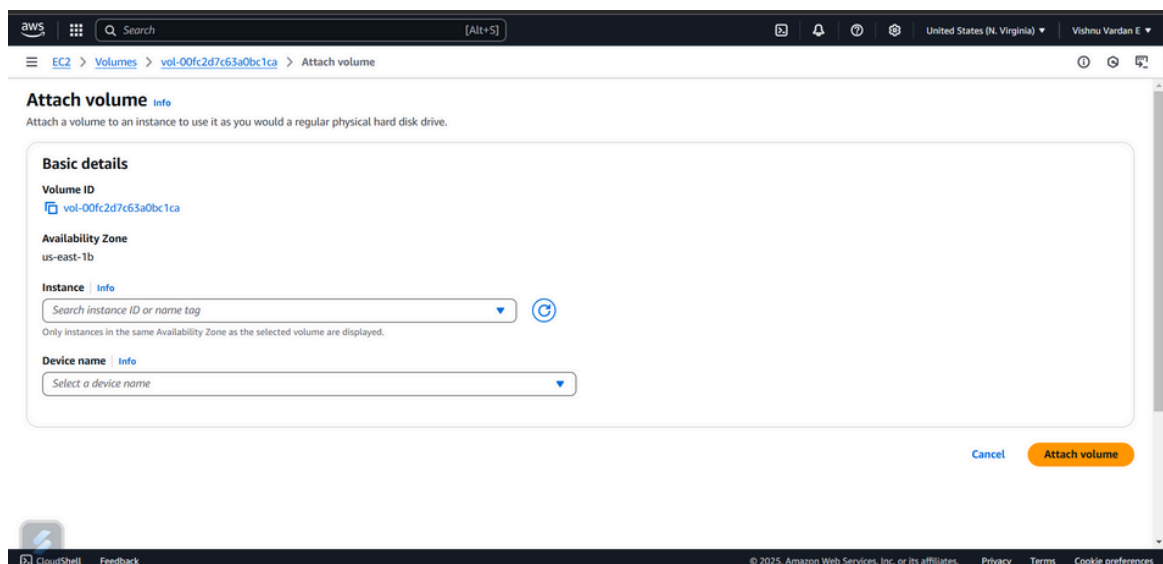 aws
Search [Alt+S] United States (N. Virginia) Vishnu Vardan E
EC2 > Volumes > vol-00fc2d7c63a0bc1ca > Attach volume
Attach volume Info
Attach a volume to an instance to use it as you would a regular physical hard disk drive.
Basic details
Volume ID
vol-00fc2d7c63a0bc1ca
Availability Zone
us-east-1b
Instance | Info
Search instance ID or name tag
Only instances in the same Availability Zone as the selected volume are displayed.
Device name | Info
Select a device name
Cancel Attach volume
CloudShell Feedback © 2025, Amazon Web Services, Inc. or its affiliates. Privacy Terms Cookie preferences